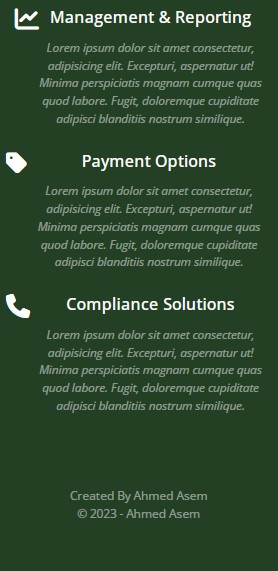 Management & Reporting
Lorem ipsum dolor sit amet consectetur,
adipisicing elit. Excepturi, aspernatur ut!
Minima perspiciatis magnam cumque quas
quod labore. Fugit, doloremque cupiditate
adipisci blanditiis nostrum similique.
Payment Options
Lorem ipsum dolor sit amet consectetur,
adipisicing elit. Excepturi, aspernatur ut!
Minima perspiciatis magnam cumque quas
quod labore. Fugit, doloremque cupiditate
adipisci blanditiis nostrum similique.
Compliance Solutions
Lorem ipsum dolor sit amet consectetur,
adipisicing elit. Excepturi, aspernatur ut!
Minima perspiciatis magnam cumque quas
quod labore. Fugit, doloremque cupiditate
adipisci blanditiis nostrum similique.
Created By Ahmed Asem
© 2023 - Ahmed Asem